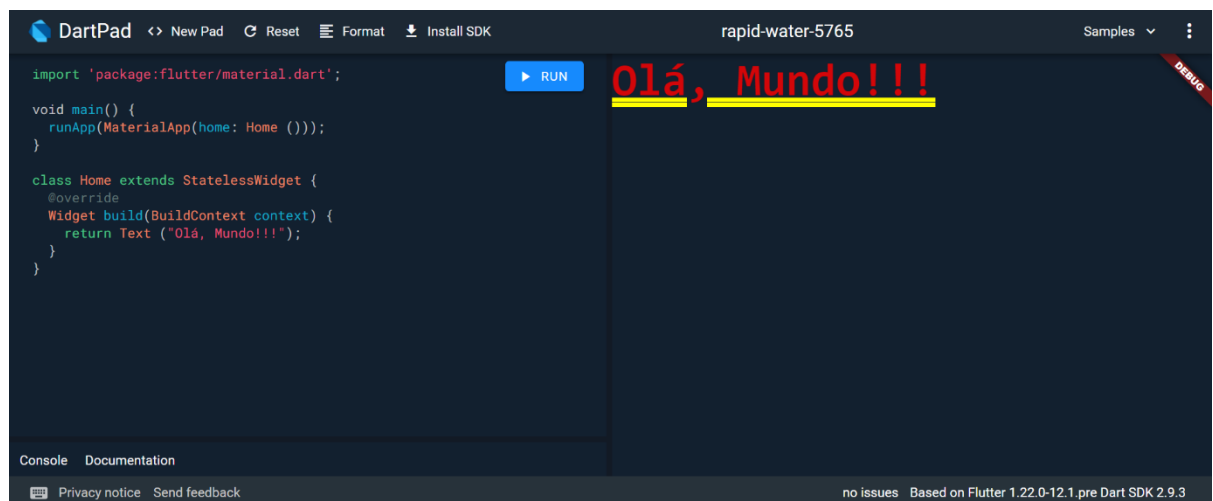 DartPad <> New Pad Reset Format Install SDK rapid-water-5765 Samples
import 'package:flutter/material.dart';
RUN
void main() {
runApp(MaterialApp(home: Home ()));
}
class Home extends StatelessWidget {
@override
Widget build(BuildContext context) {
return Text ("Olá, Mundo!!!");
}
}
Olá, Mundo!!!
DEBUG
Console Documentation
Privacy notice Send feedback no issues Based on Flutter 1.22.0-12.1.pre Dart SDK 2.9.3